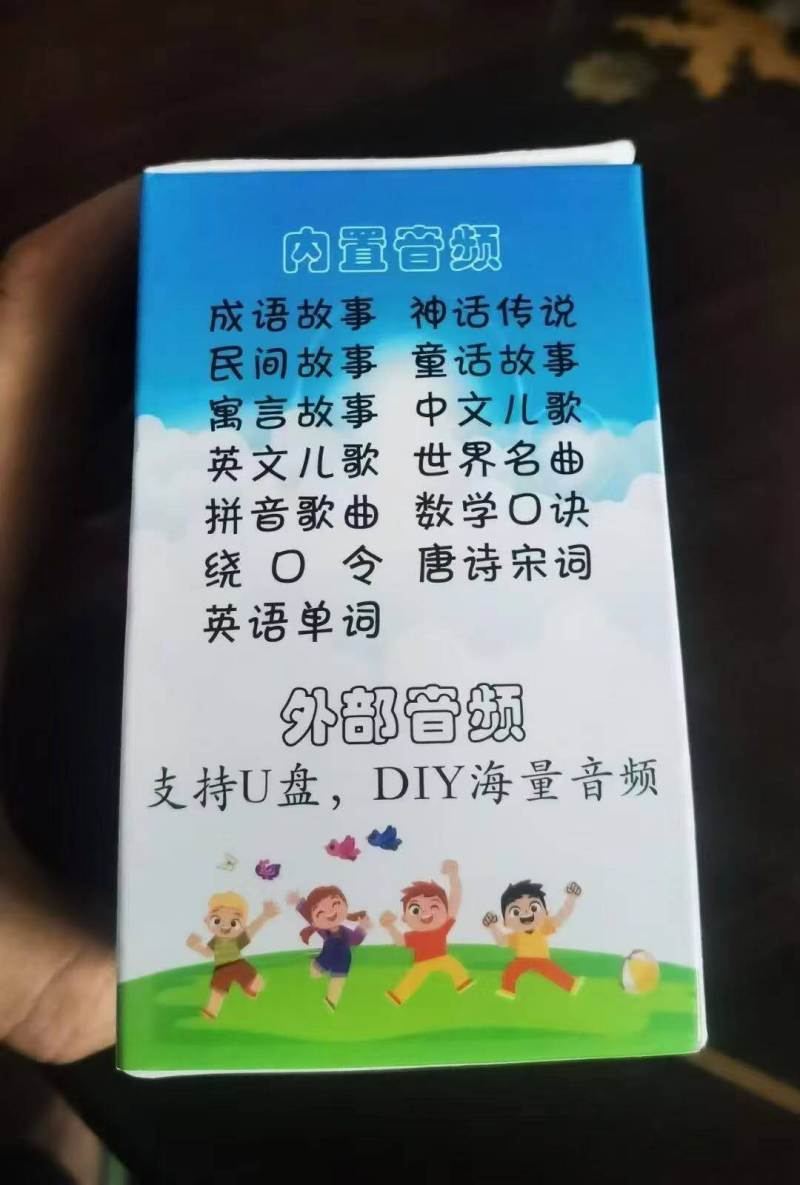 内置音频
成语故事 神话传说
民间故事 童话故事
寓言故事 中文儿歌
英文儿歌 世界名曲
拼音歌曲 数学口诀
绕口令 唐诗宋词
英语单词
外部音频
支持U盘，DIY海量音频